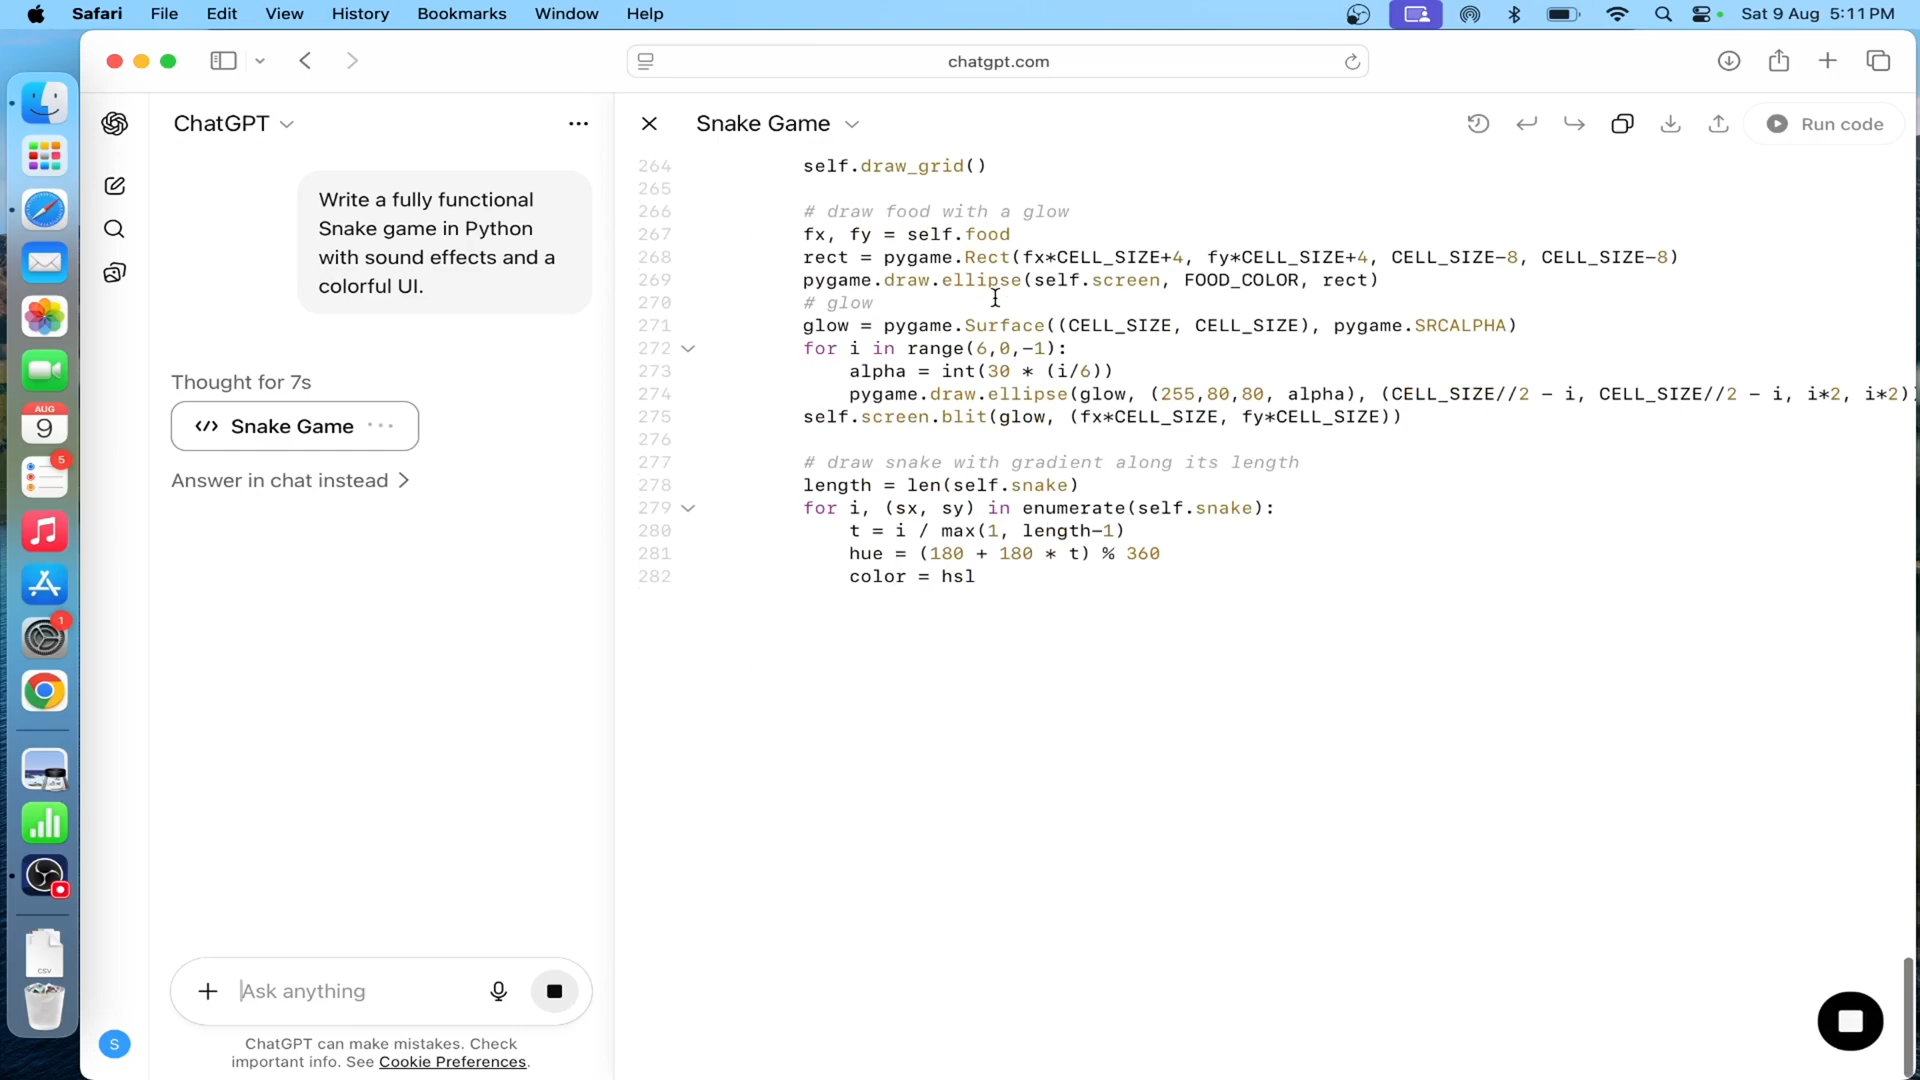 Safari File Edit View History Bookmarks Window Help Sat 9 Aug 5:11 PM
chatgpt.com
ChatGPT
Snake Game
Run code
Write a fully functional
Snake game in Python
with sound effects and a
colorful UI.
Thought for 7s
Snake Game
Answer in chat instead
264 self.draw_grid()
265
266 # draw food with a glow
267 fx, fy = self.food
268 rect = pygame.Rect(fx*CELL_SIZE+4, fy*CELL_SIZE+4, CELL_SIZE-8, CELL_SIZE-8)
269 pygame.draw.ellipse(self.screen, FOOD_COLOR, rect)
270 # glow
271 glow = pygame.Surface((CELL_SIZE, CELL_SIZE), pygame.SRCALPHA)
272 for i in range(6,0,-1):
273 alpha = int(30 * (i/6))
274 pygame.draw.ellipse(glow, (255,80,80, alpha), (CELL_SIZE//2 - i, CELL_SIZE//2 - i, i*2, i*2))
275 self.screen.blit(glow, (fx*CELL_SIZE, fy*CELL_SIZE))
276
277 # draw snake with gradient along its length
278 length = len(self.snake)
279 for i, (sx, sy) in enumerate(self.snake):
280 t = i / max(1, length-1)
281 hue = (180 + 180 * t) % 360
282 color = hsl
Ask anything
ChatGPT can make mistakes. Check
important info. See Cookie Preferences.
AUG
9
5
1
CSV
S